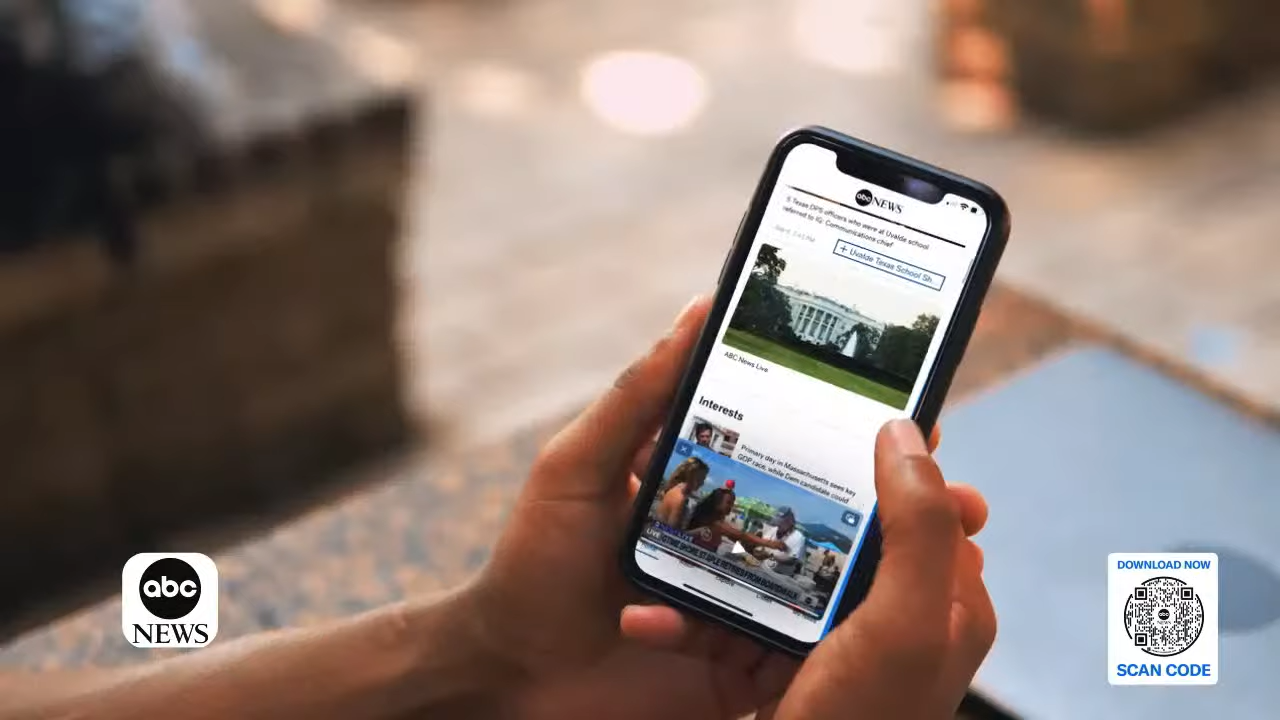 abc NEWS
5 Texas DPS officers who were at Uvalde school
referred to IG: Communications chief
+ Uvalde Texas School Sh...
ABC News Live
Interests
Primary day in Massachusetts sees key
GOP race, while Dem candidate could
LIVE
abc
NEWS
DOWNLOAD NOW
abc
SCAN CODE